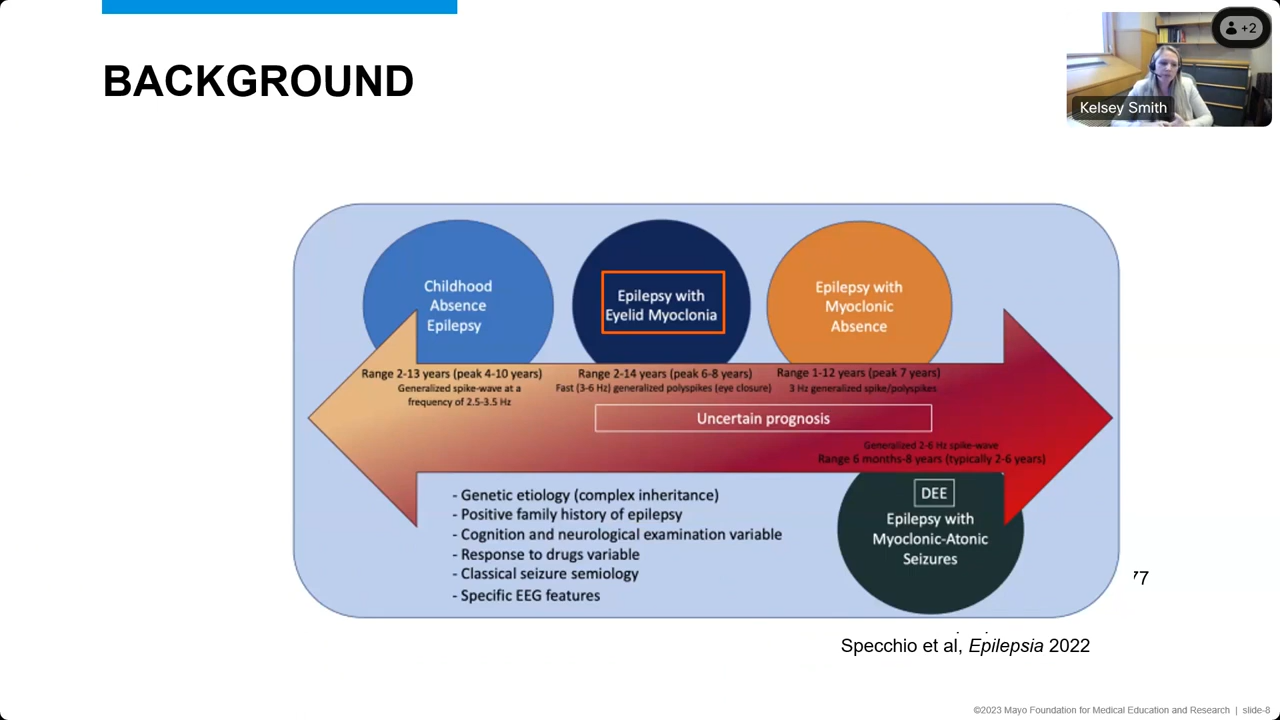 BACKGROUND
+2
Kelsey Smith
Childhood
Absence
Epilepsy
Epilepsy with
Eyelid Myoclonia
Epilepsy with
Myoclonic
Absence
Range 2-13 years (peak 4-10 years)
Generalized spike-wave at a
frequency of 2.5-3.5 Hz
Range 2-14 years (peak 6-8 years)
Fast (3-6 Hz) generalized polyspikes (eye closure)
Range 1-12 years (peak 7 years)
3 Hz generalized spike/polyspikes
Uncertain prognosis
Generalized 2-6 Hz spike-wave
Range 6 months-8 years (typically 2-6 years)
- Genetic etiology (complex inheritance)
- Positive family history of epilepsy
- Cognition and neurological examination variable
- Response to drugs variable
- Classical seizure semiology
- Specific EEG features
DEE
Epilepsy with
Myoclonic-Atonic
Seizures
77
Specchio et al, Epilepsia 2022
©2023 Mayo Foundation for Medical Education and Research | slide-8